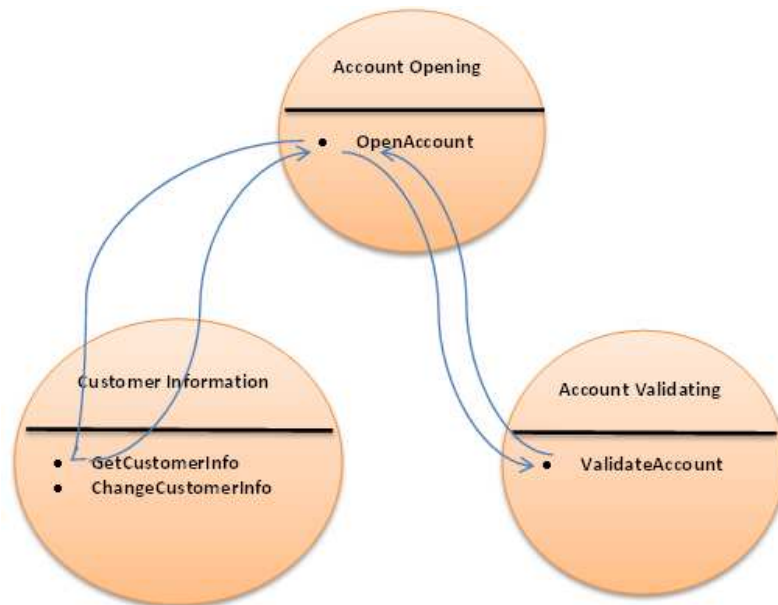 Account Opening
• OpenAccount
Customer Information
• GetCustomerInfo
• ChangeCustomerInfo
Account Validating
• ValidateAccount